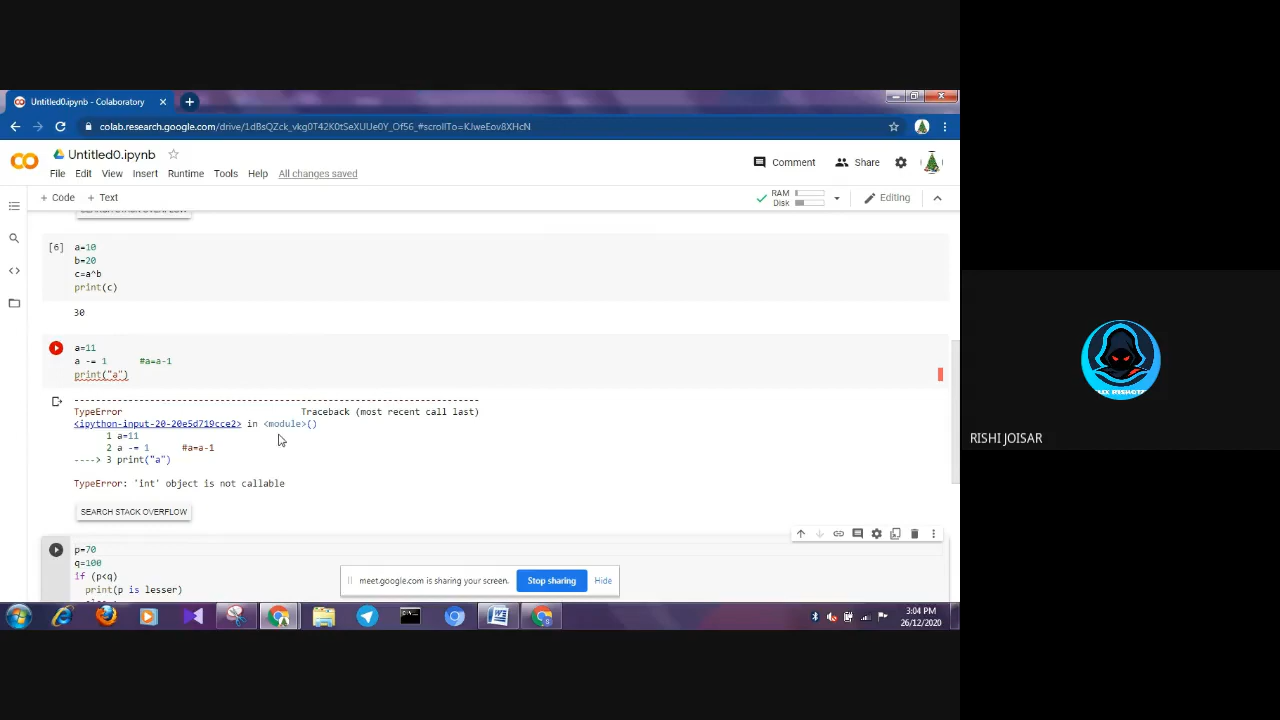 Untitled0.ipynb - Colaboratory
colab.research.google.com/drive/1dBsQZck_vkg0T42K0tSeXUUe0Y_Of56_#scrollTo=KJweEov8XHcN
Untitled0.ipynb
Comment
Share
File Edit View Insert Runtime Tools Help All changes saved
+ Code + Text
RAM
Disk
Editing
SEARCH STACK OVERFLOW
[6] a=10
b=20
c=a^b
print(c)
30
a=11
a -= 1 #a=a-1
print("a")
---------------------------------------------------------------------------
TypeError Traceback (most recent call last)
<ipython-input-20-20e5d719cce2> in <module>()
1 a=11
2 a -= 1 #a=a-1
----> 3 print("a")
TypeError: 'int' object is not callable
SEARCH STACK OVERFLOW
p=70
q=100
if (p<q)
print(p is lesser)
meet.google.com is sharing your screen. Stop sharing Hide
3:04 PM
26/12/2020
RISHI JOISAR